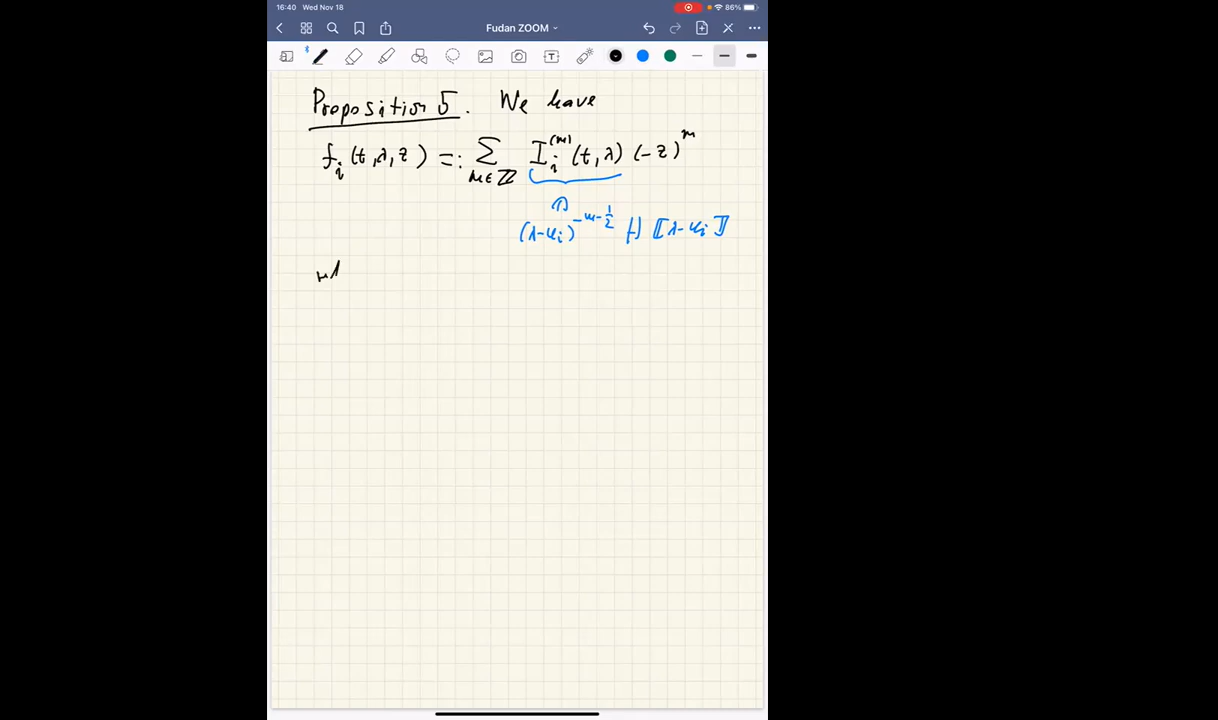 16:40 Wed Nov 18
86%
Fudan ZOOM
Proposition 5. We have
f_i (t, λ, z) =: Σ_{m∈ℤ} I_i^{(m)} (t, λ) (-z)^m
(λ-u_i)^{-m-1/2} H⟦λ-u_i⟧